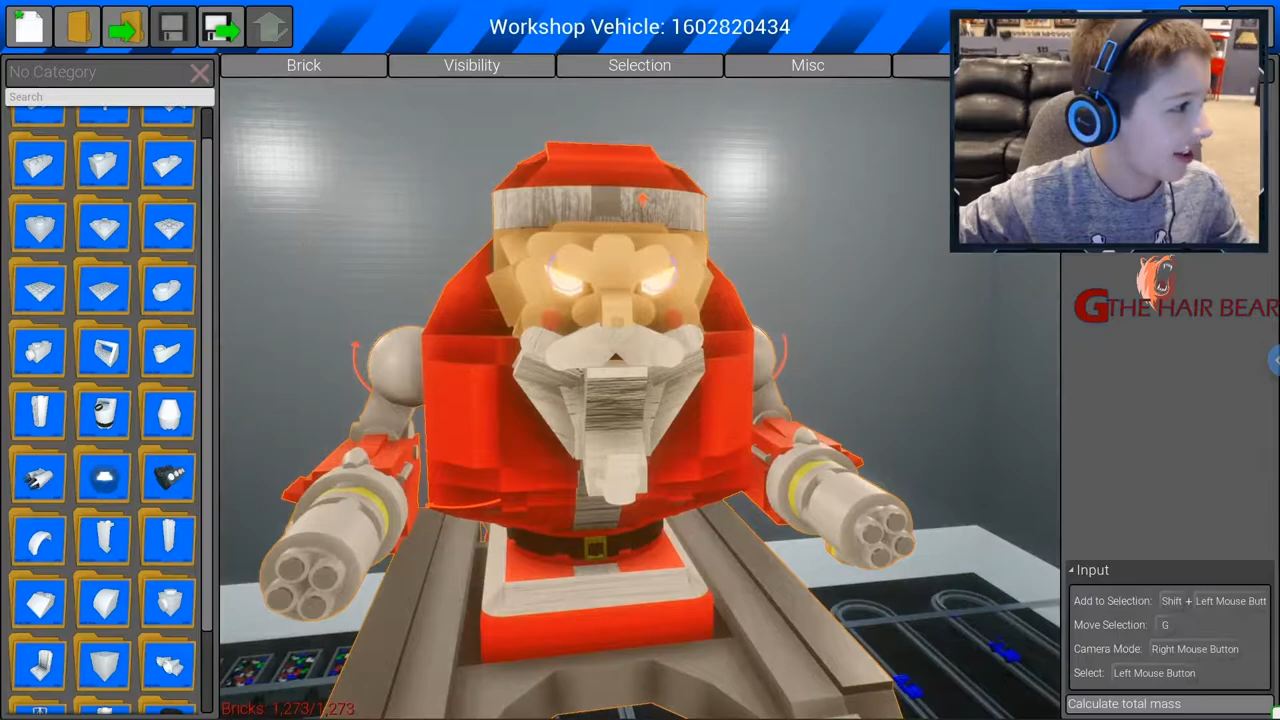 Workshop Vehicle: 1602820434
No Category
Search
Brick
Visibility
Selection
Misc
GTHE HAIR BEAR
Input
Add to Selection: Shift + Left Mouse Butt
Move Selection: G
Camera Mode: Right Mouse Button
Select: Left Mouse Button
Calculate total mass
Bricks: 1,273/1,273